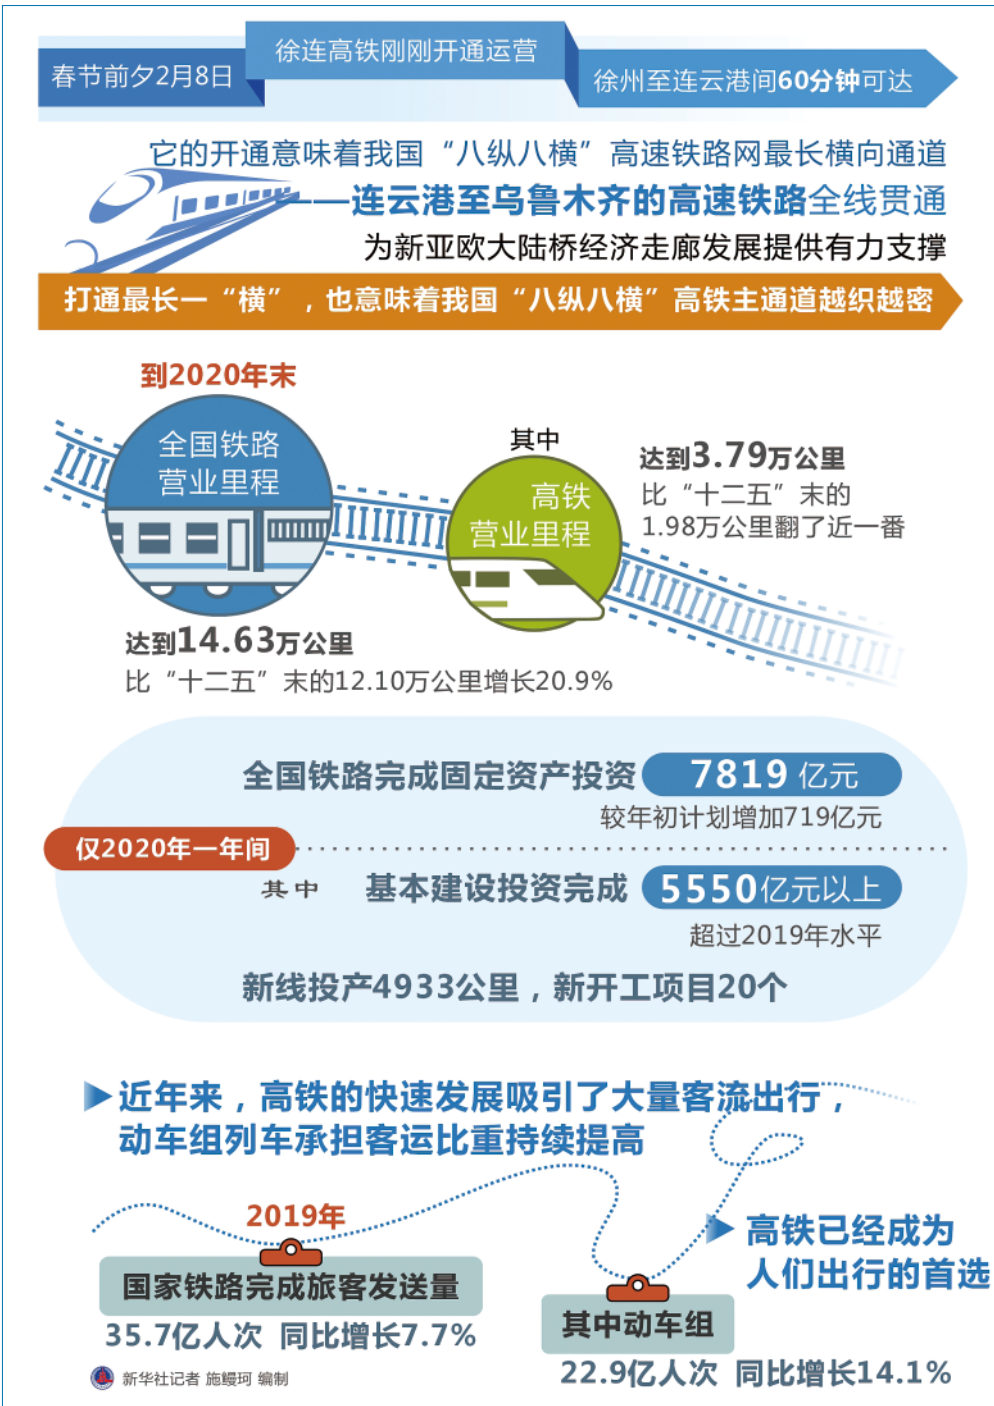 春节前夕2月8日
徐连高铁刚刚开通运营
徐州至连云港间60分钟可达
它的开通意味着我国“八纵八横”高速铁路网最长横向通道
——连云港至乌鲁木齐的高速铁路全线贯通
为新亚欧大陆桥经济走廊发展提供有力支撑
打通最长一“横”，也意味着我国“八纵八横”高铁主通道越织越密
到2020年末
全国铁路
营业里程
达到14.63万公里
比“十二五”末的12.10万公里增长20.9%
其中
高铁
营业里程
达到3.79万公里
比“十二五”末的
1.98万公里翻了近一番
仅2020年一年间
全国铁路完成固定资产投资 7819亿元
较年初计划增加719亿元
其中 基本建设投资完成 5550亿元以上
超过2019年水平
新线投产4933公里，新开工项目20个
近年来，高铁的快速发展吸引了大量客流出行，
动车组列车承担客运比重持续提高
2019年
国家铁路完成旅客发送量
35.7亿人次 同比增长7.7%
高铁已经成为
人们出行的首选
其中动车组
22.9亿人次 同比增长14.1%
新华社记者 施鳗珂 编制